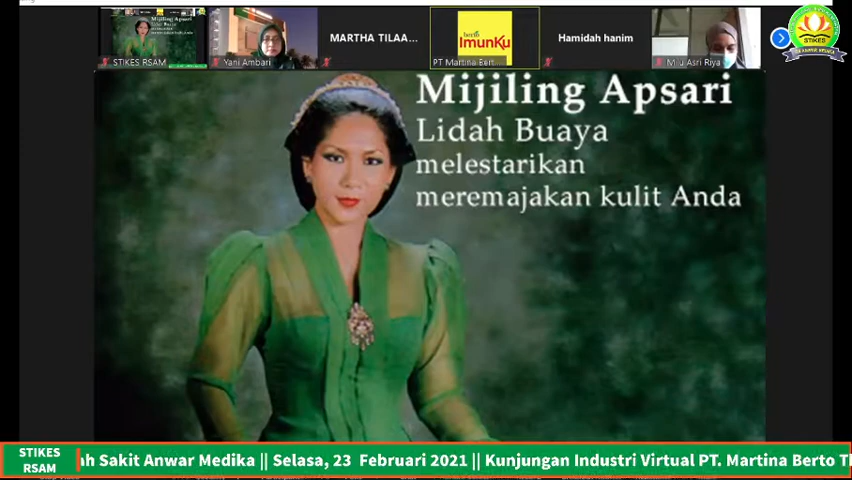 STIKES RSAM
Yani Ambari
MARTHA TILAA...
berto
ImunKu
PT Martina Bert...
Hamidah hanim
Asri Riya
STIKES
Mijiling Apsari
Lidah Buaya
melestarikan
meremajakan kulit Anda
STIKES
RSAM
ah Sakit Anwar Medika || Selasa, 23 Februari 2021 || Kunjungan Industri Virtual PT. Martina Berto T